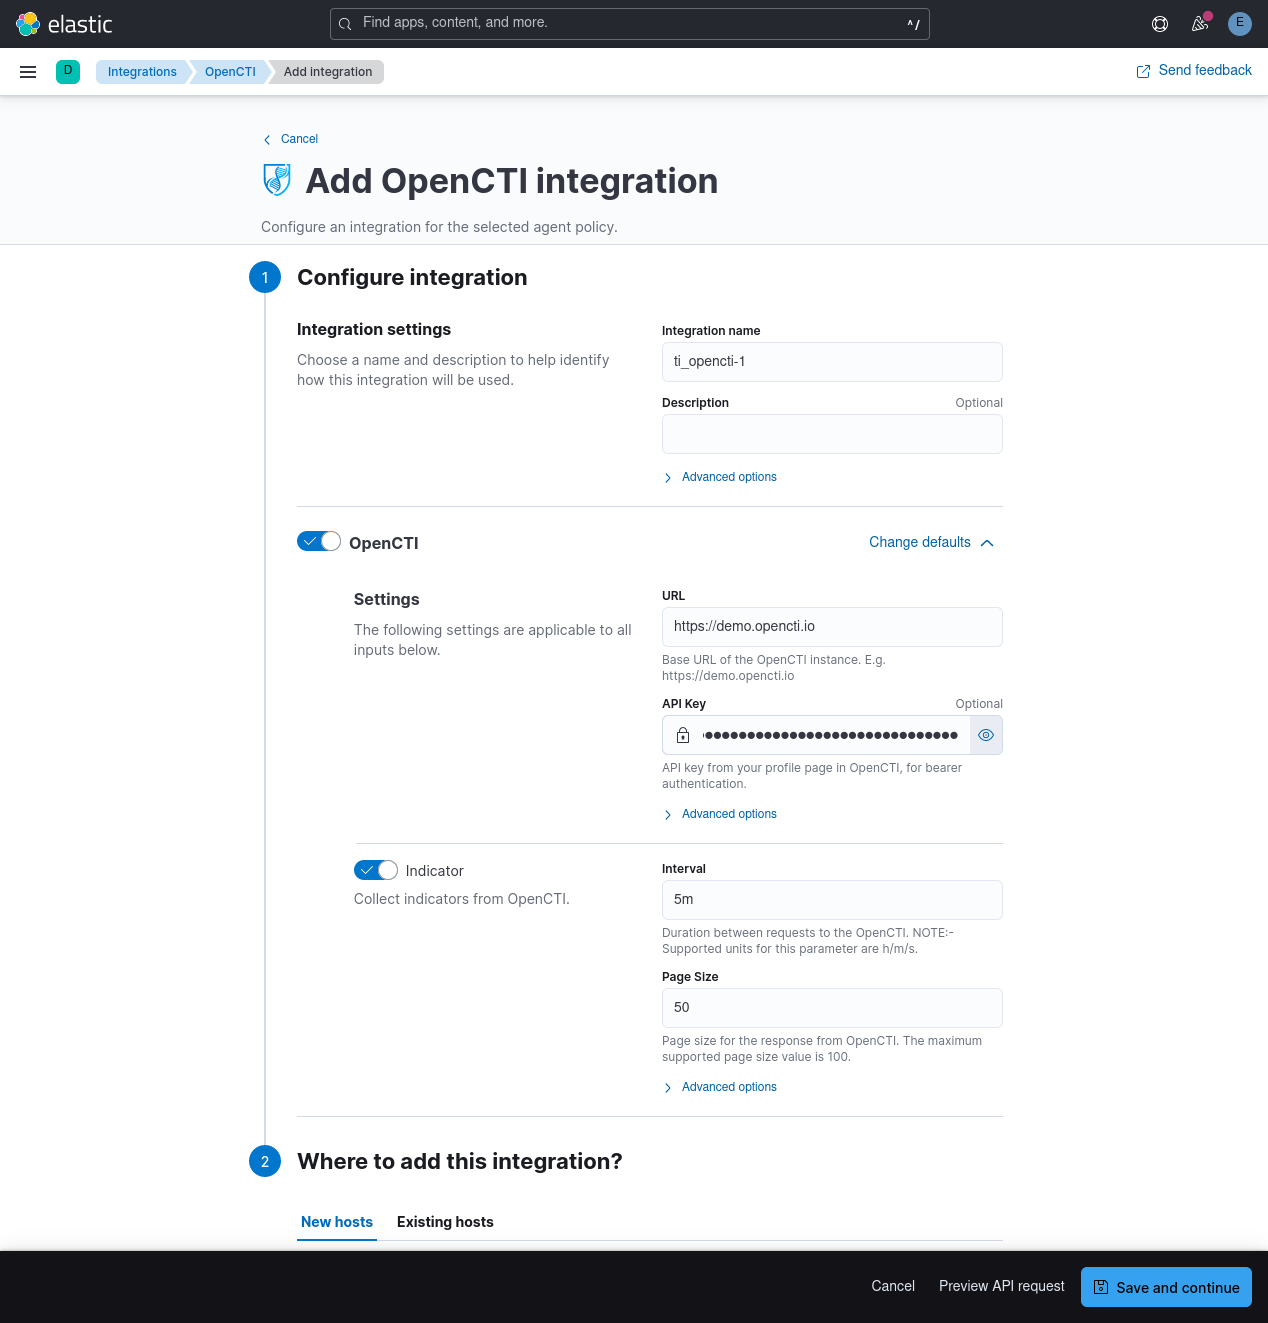 elastic
Find apps, content, and more.
^/
E
D
Integrations
OpenCTI
Add integration
Send feedback
Cancel
Add OpenCTI integration
Configure an integration for the selected agent policy.
1
Configure integration
Integration settings
Choose a name and description to help identify
how this integration will be used.
Integration name
ti_opencti-1
Description
Optional
Advanced options
OpenCTI
Change defaults
Settings
The following settings are applicable to all
inputs below.
URL
https://demo.opencti.io
Base URL of the OpenCTI instance. E.g.
https://demo.opencti.io
API Key
Optional
API key from your profile page in OpenCTI, for bearer
authentication.
Advanced options
Indicator
Collect indicators from OpenCTI.
Interval
5m
Duration between requests to the OpenCTI. NOTE:-
Supported units for this parameter are h/m/s.
Page Size
50
Page size for the response from OpenCTI. The maximum
supported page size value is 100.
Advanced options
2
Where to add this integration?
New hosts
Existing hosts
Cancel
Preview API request
Save and continue